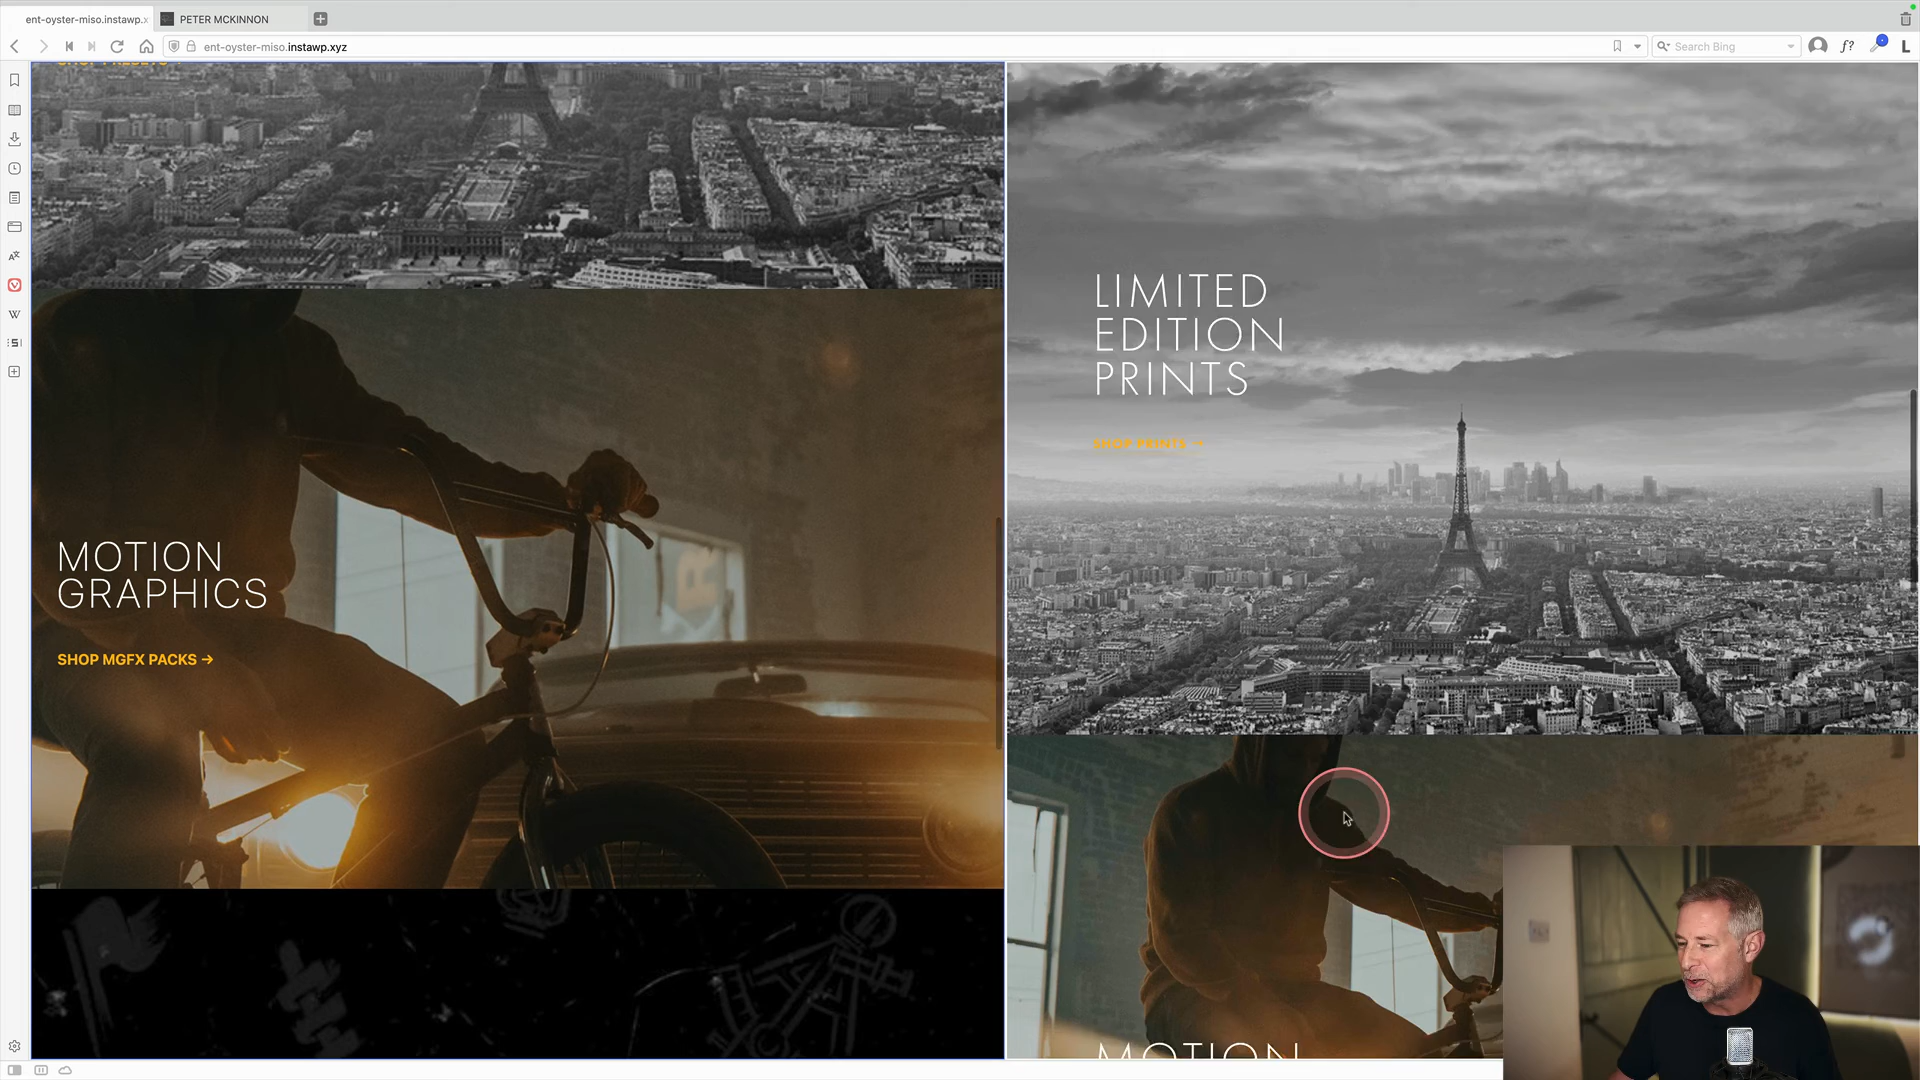 ent-oyster-miso.instawp.x
PETER MCKINNON
ent-oyster-miso.instawp.xyz
Search Bing
f?
L
MOTION
GRAPHICS
SHOP MGFX PACKS →
LIMITED
EDITION
PRINTS
SHOP PRINTS →
MOTION